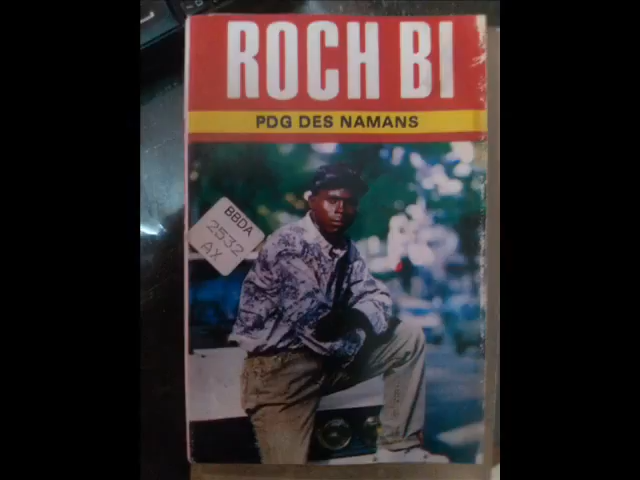 ROCH BI
PDG DES NAMANS
BBDA
2532
AX